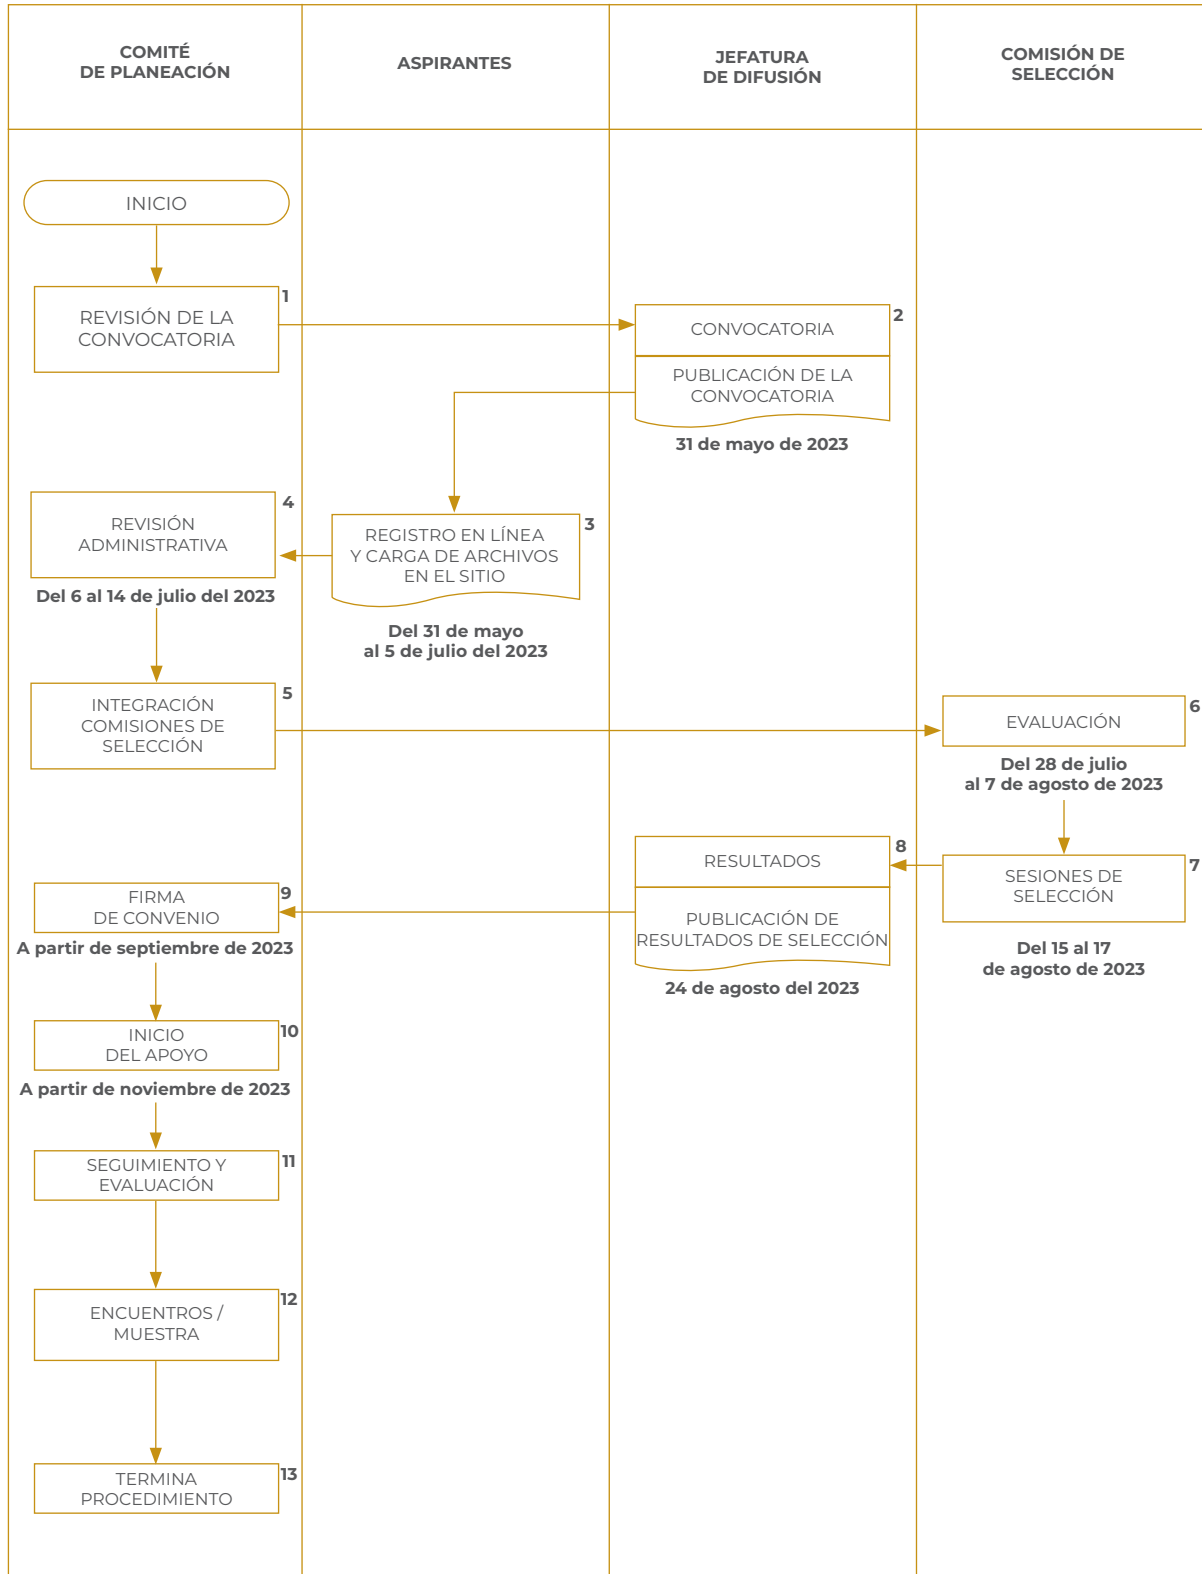 COMITÉ
DE PLANEACIÓN
ASPIRANTES
JEFATURA
DE DIFUSIÓN
COMISIÓN DE
SELECCIÓN
INICIO
1
REVISIÓN DE LA
CONVOCATORIA
2
CONVOCATORIA
PUBLICACIÓN DE LA
CONVOCATORIA
31 de mayo de 2023
3
REGISTRO EN LÍNEA
Y CARGA DE ARCHIVOS
EN EL SITIO
Del 31 de mayo
al 5 de julio del 2023
4
REVISIÓN
ADMINISTRATIVA
Del 6 al 14 de julio del 2023
5
INTEGRACIÓN
COMISIONES DE
SELECCIÓN
6
EVALUACIÓN
Del 28 de julio
al 7 de agosto de 2023
7
SESIONES DE
SELECCIÓN
Del 15 al 17
de agosto de 2023
8
RESULTADOS
PUBLICACIÓN DE
RESULTADOS DE SELECCIÓN
24 de agosto del 2023
9
FIRMA
DE CONVENIO
A partir de septiembre de 2023
10
INICIO
DEL APOYO
A partir de noviembre de 2023
11
SEGUIMIENTO Y
EVALUACIÓN
12
ENCUENTROS /
MUESTRA
13
TERMINA
PROCEDIMIENTO